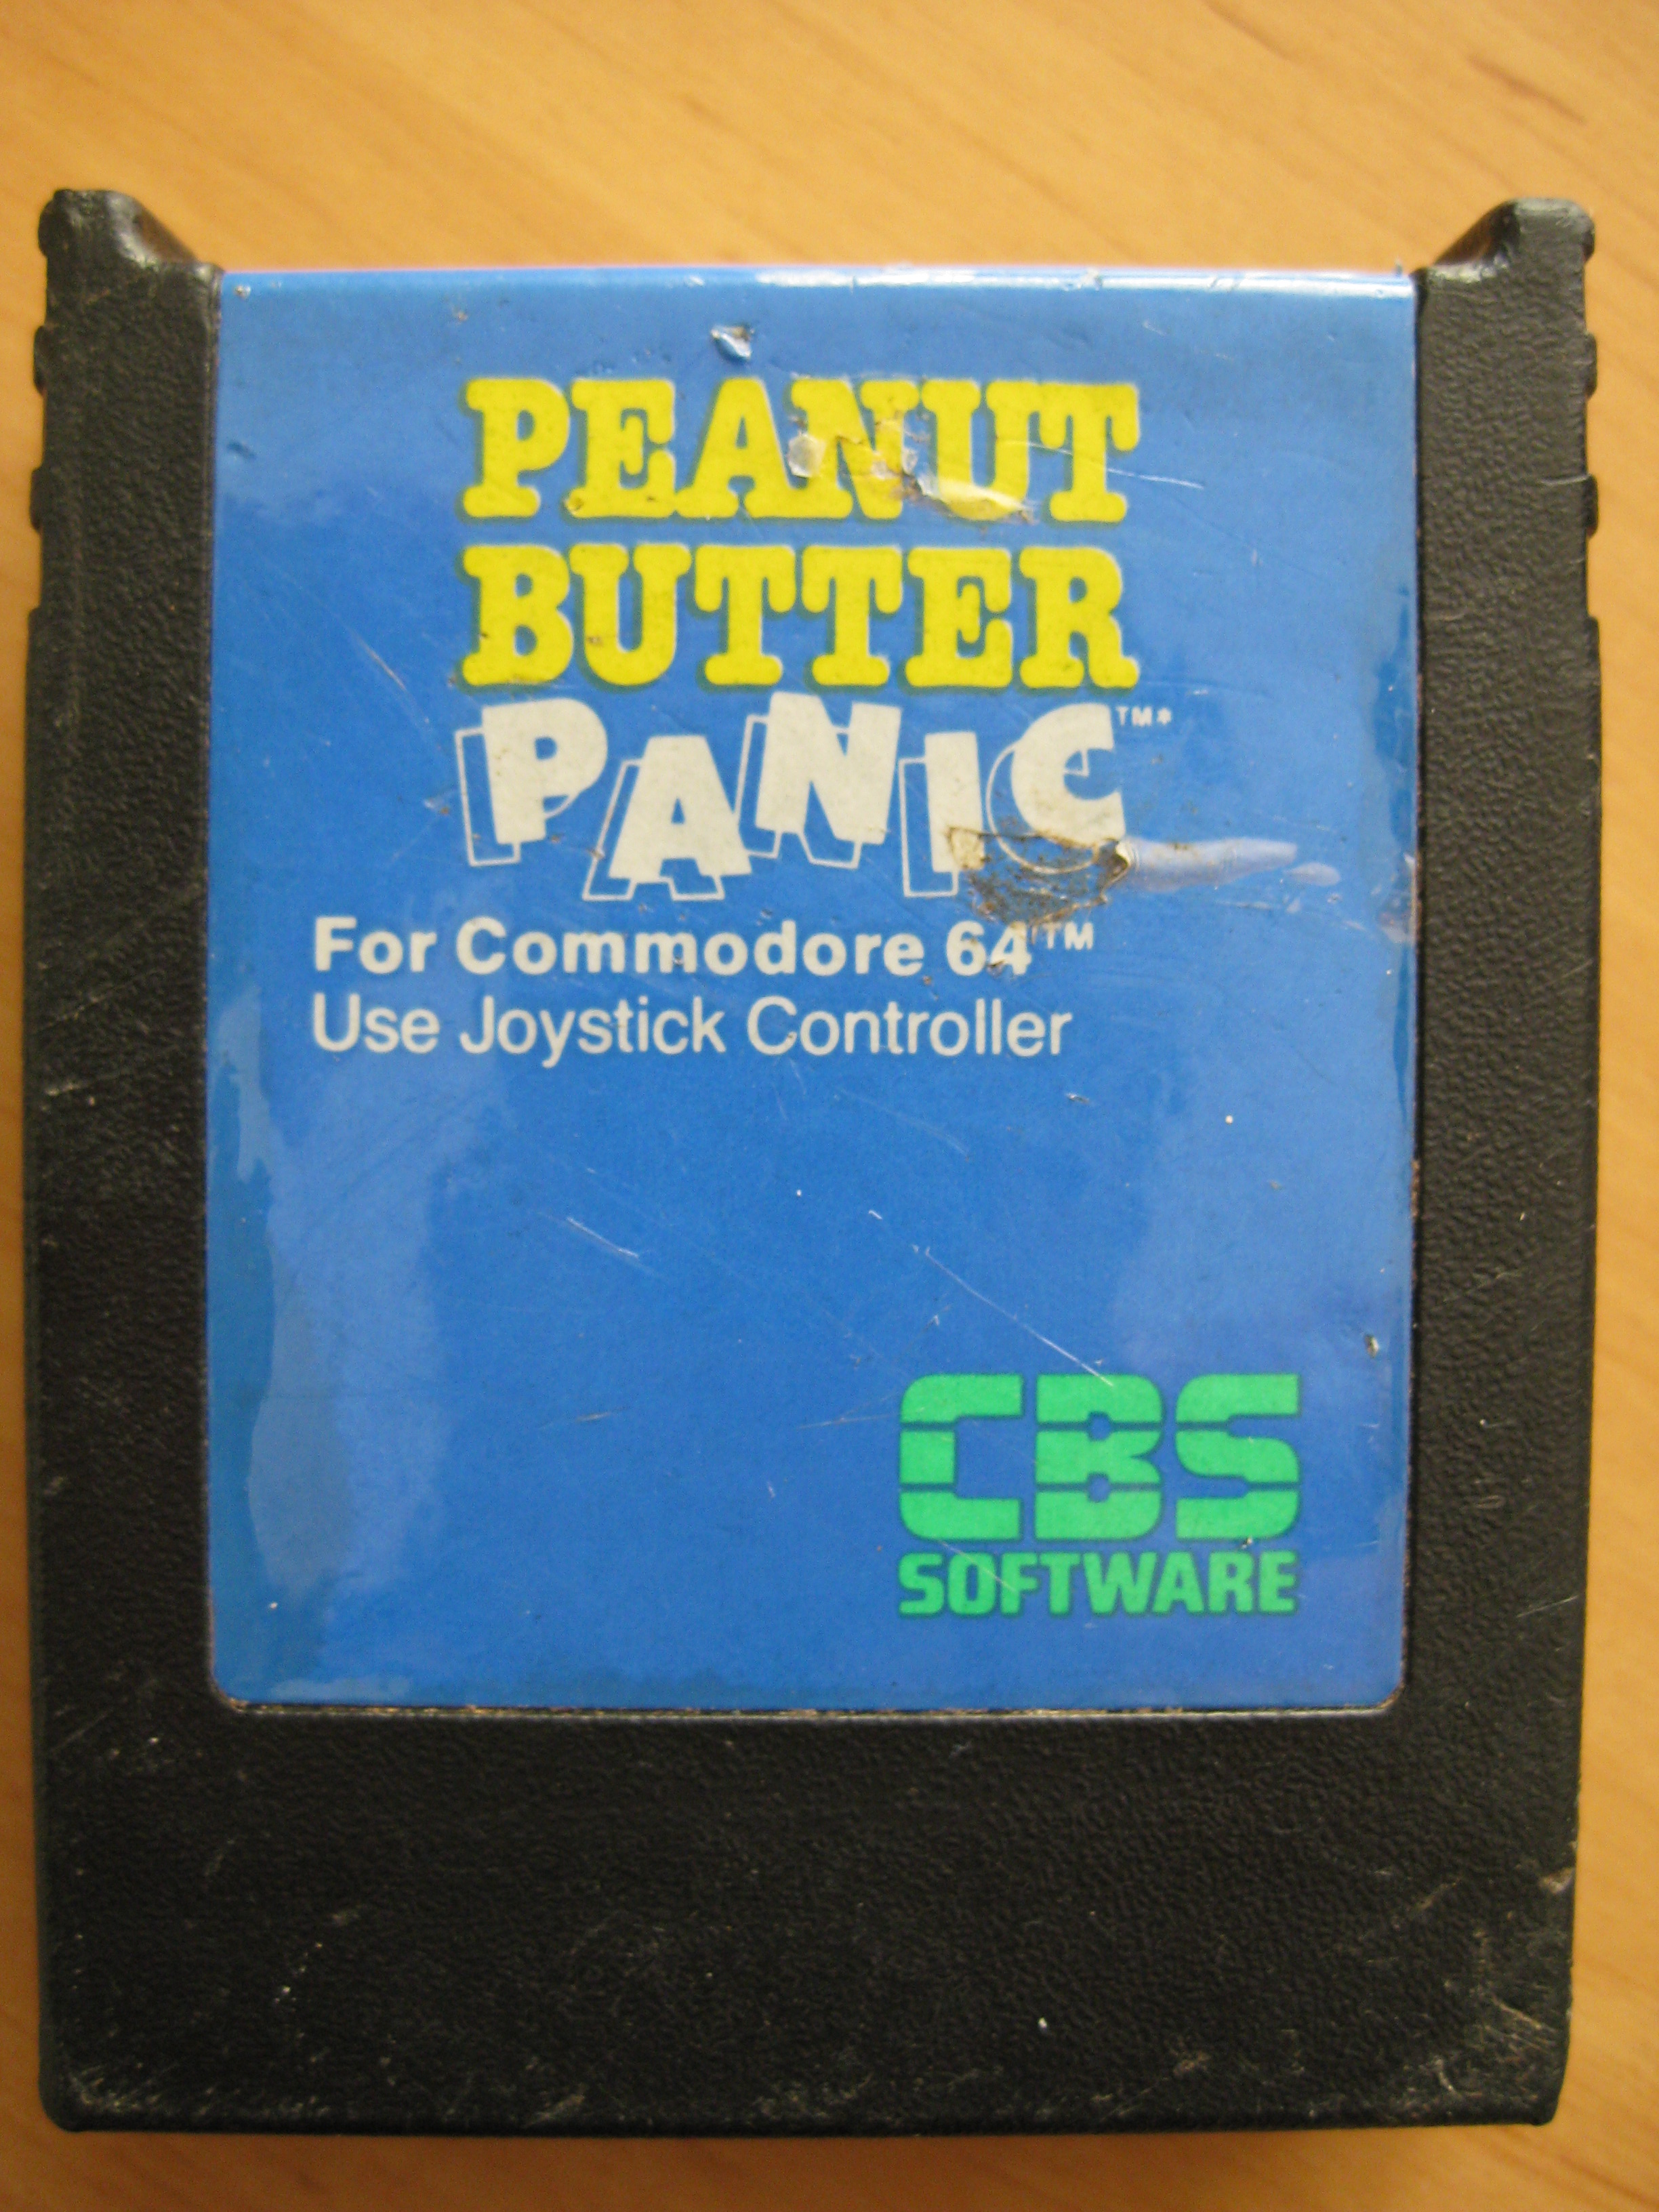 PEANUT
BUTTER
PANIC™*
For Commodore 64™
Use Joystick Controller
CBS
SOFTWARE